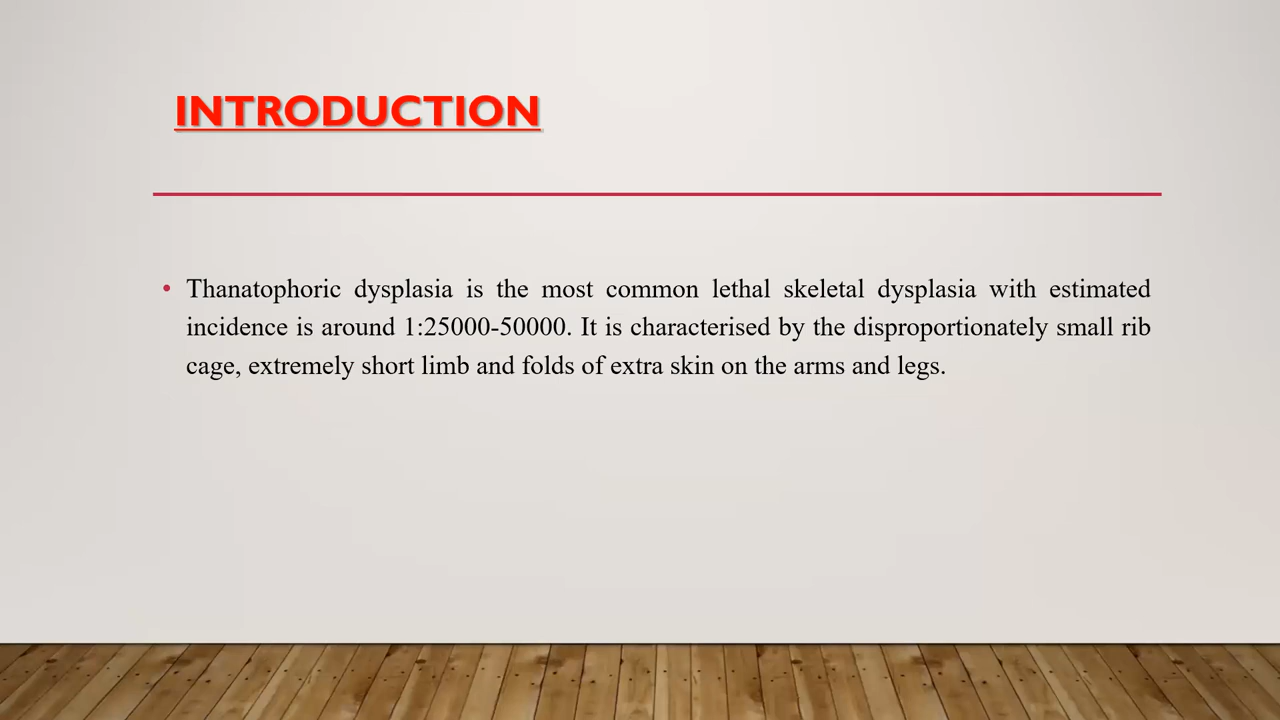 INTRODUCTION
• Thanatophoric dysplasia is the most common lethal skeletal dysplasia with estimated
incidence is around 1:25000-50000. It is characterised by the disproportionately small rib
cage, extremely short limb and folds of extra skin on the arms and legs.